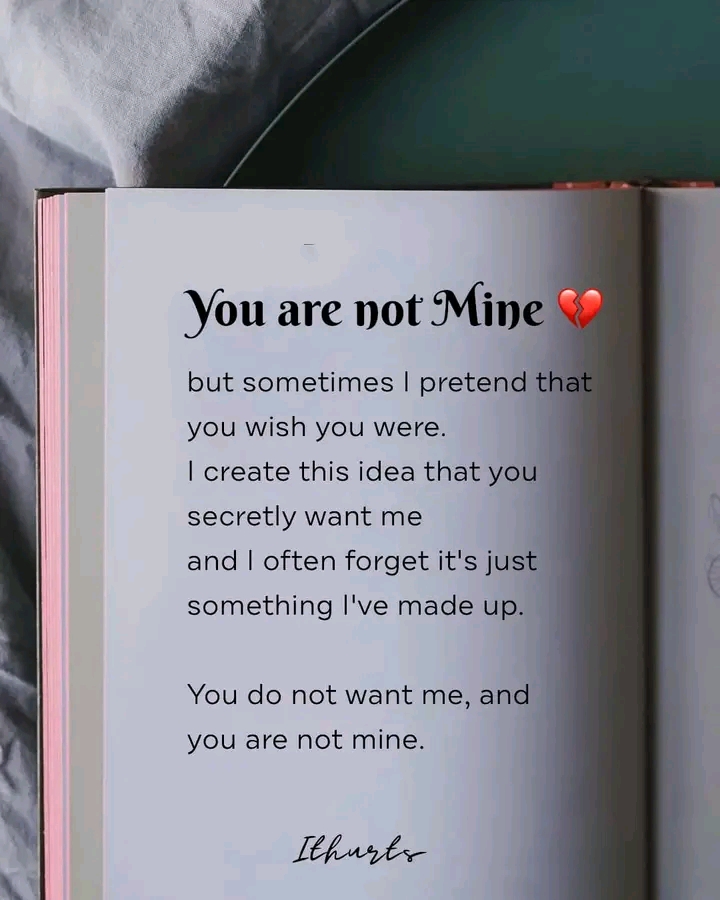 You are not Mine 💔
but sometimes I pretend that
you wish you were.
I create this idea that you
secretly want me
and I often forget it's just
something I've made up.
You do not want me, and
you are not mine.
Ithurts